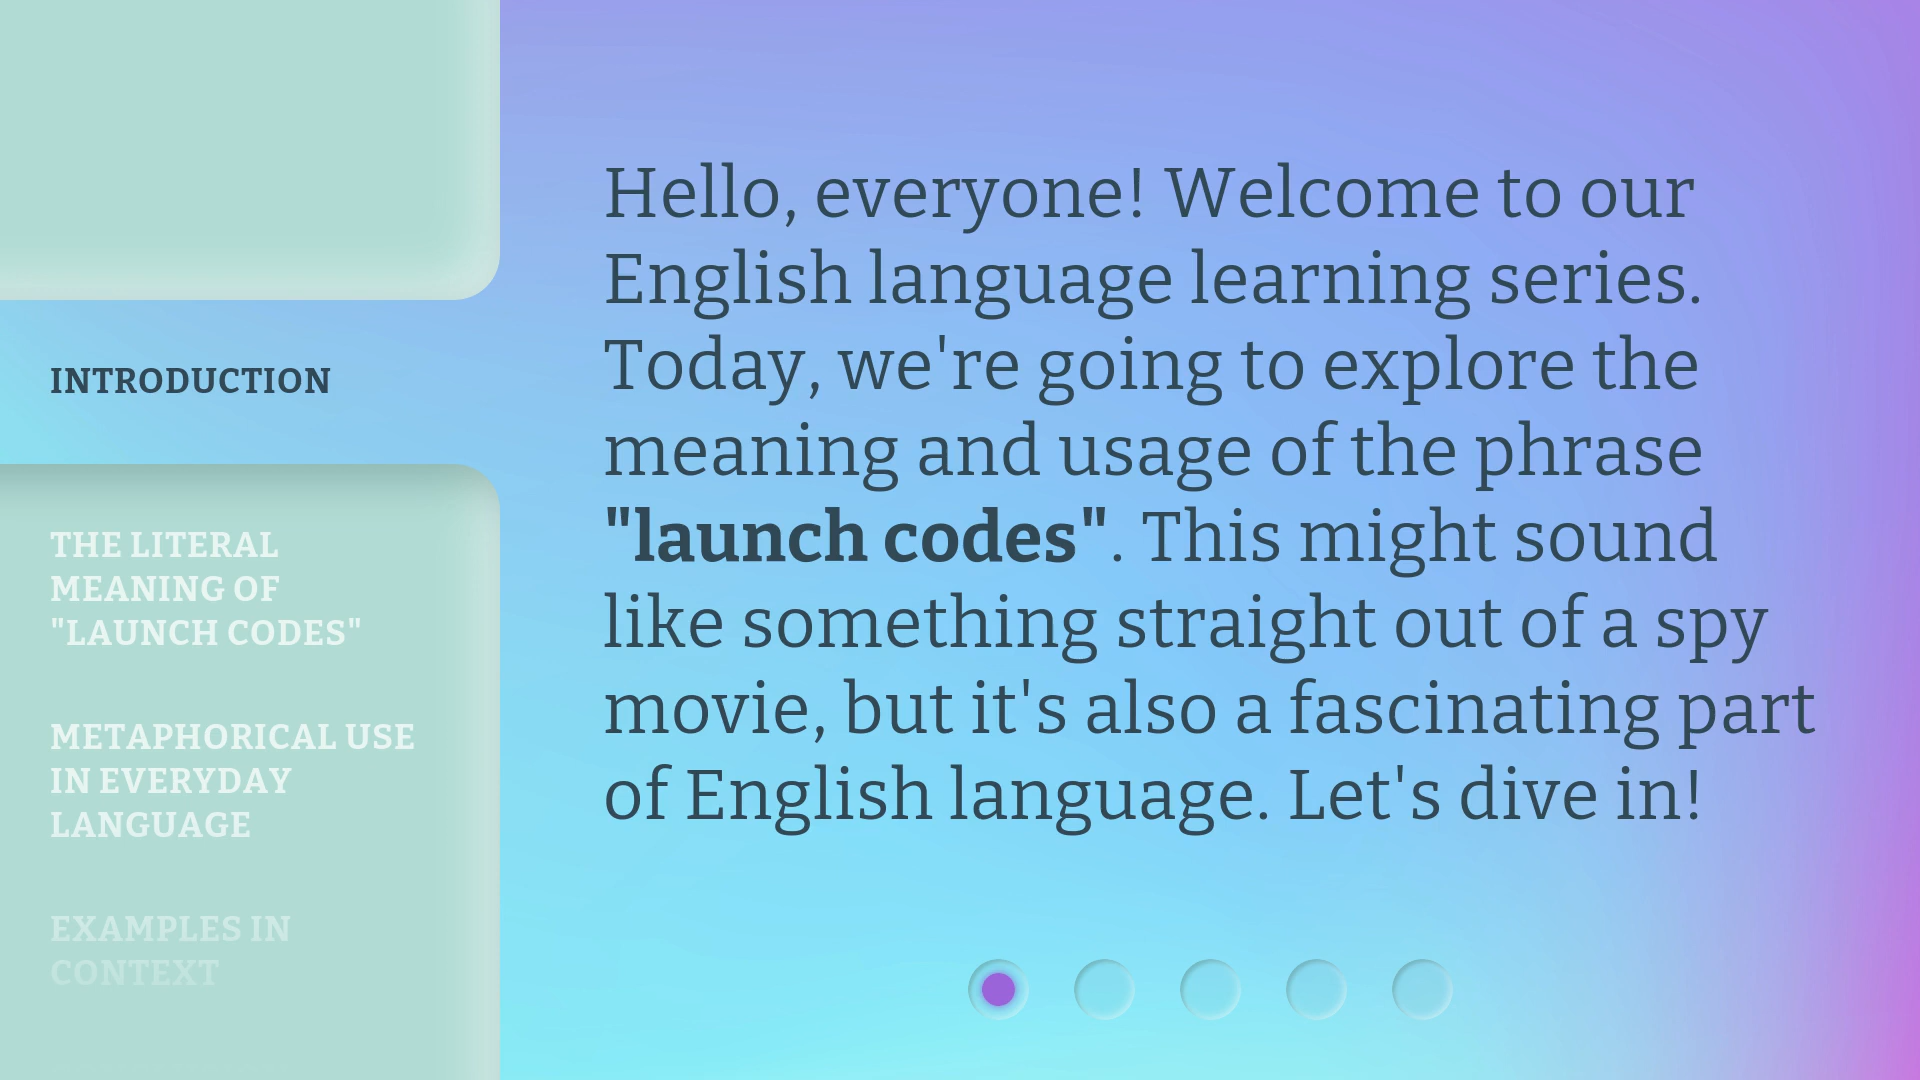 INTRODUCTION
THE LITERAL
MEANING OF
"LAUNCH CODES"
METAPHORICAL USE
IN EVERYDAY
LANGUAGE
EXAMPLES IN
CONTEXT
Hello, everyone! Welcome to our
English language learning series.
Today, we're going to explore the
meaning and usage of the phrase
"launch codes". This might sound
like something straight out of a spy
movie, but it's also a fascinating part
of English language. Let's dive in!